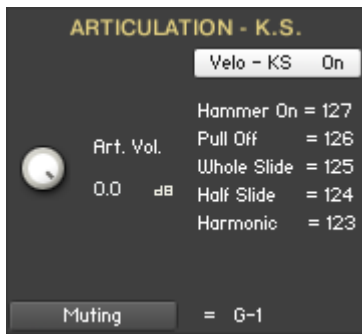 ARTICULATION - K.S.
Velo - KS On
Hammer On = 127
Pull Off = 126
Whole Slide = 125
Half Slide = 124
Harmonic = 123
Art. Vol.
0.0 dB
Muting = G-1